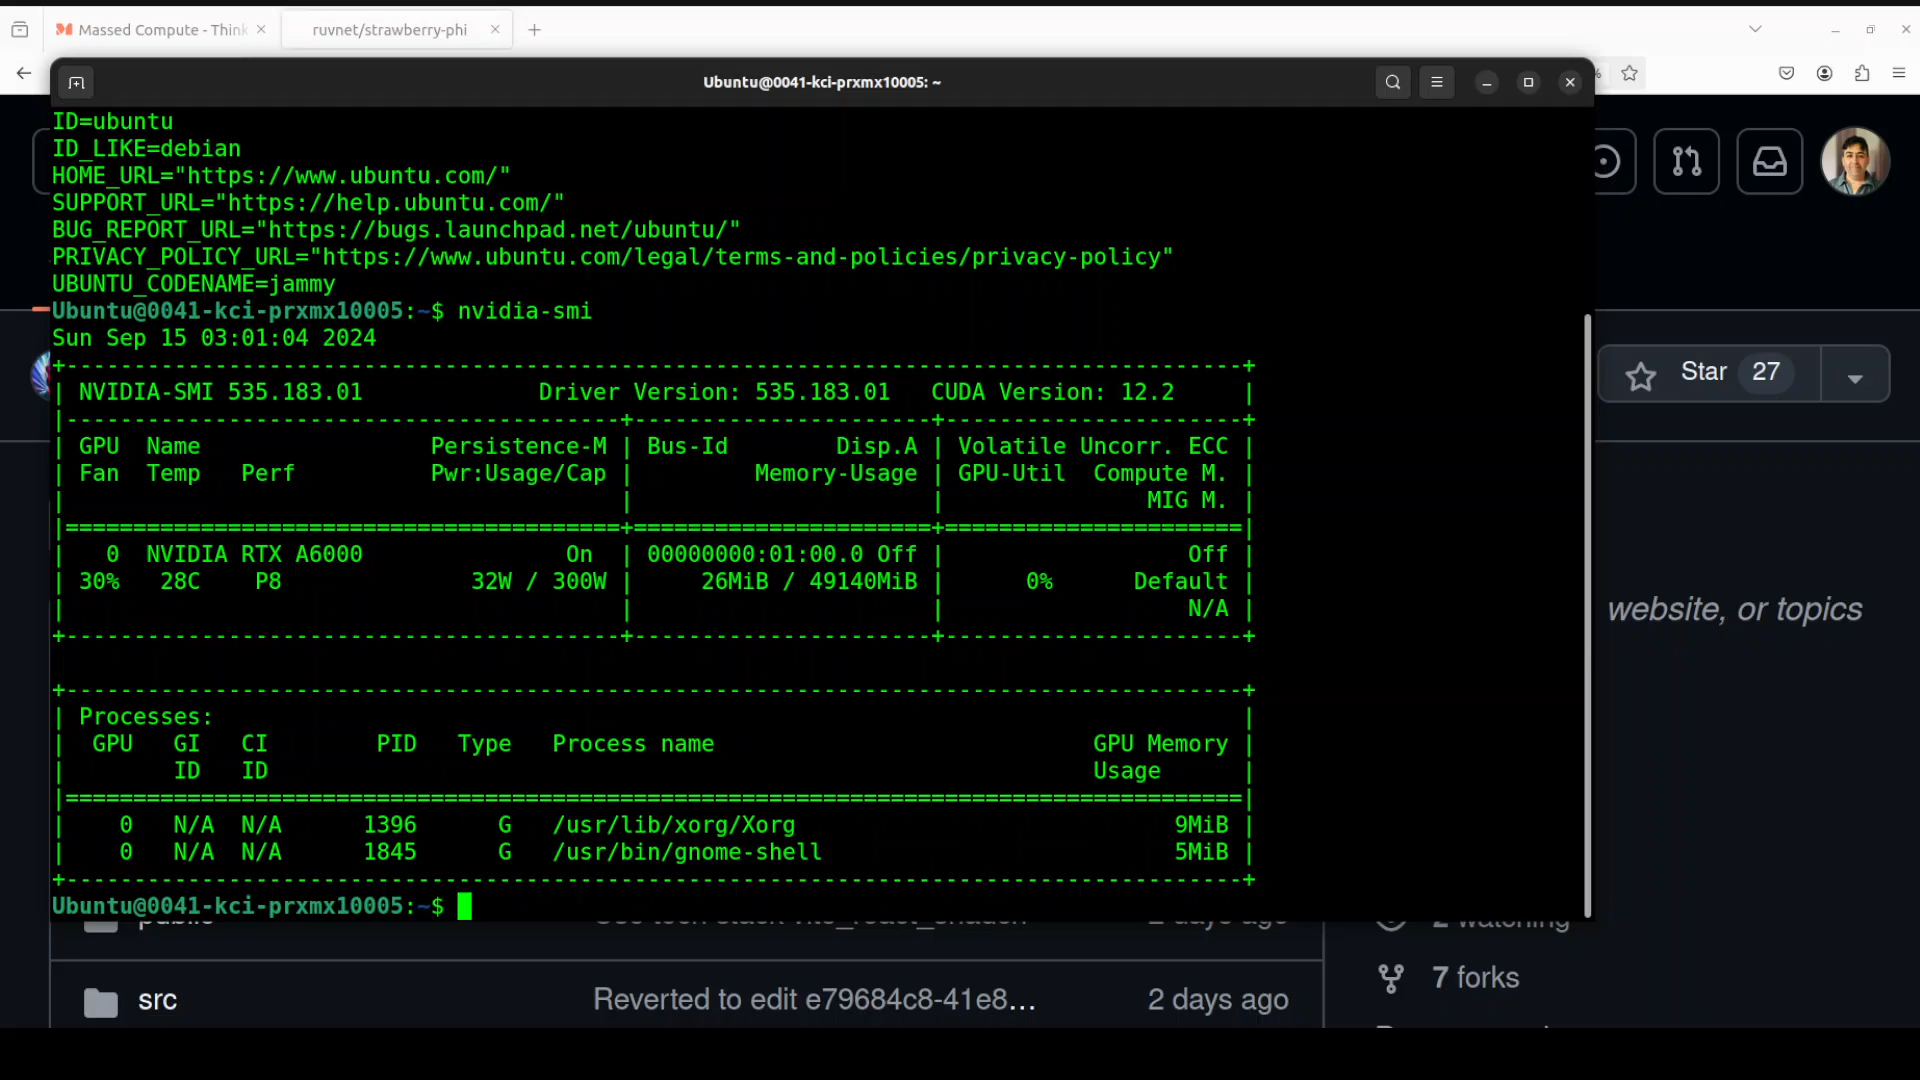 Massed Compute - Think
ruvnet/strawberry-phi
Ubuntu@0041-kci-prxmx10005: ~
ID=ubuntu
ID_LIKE=debian
HOME_URL="https://www.ubuntu.com/"
SUPPORT_URL="https://help.ubuntu.com/"
BUG_REPORT_URL="https://bugs.launchpad.net/ubuntu/"
PRIVACY_POLICY_URL="https://www.ubuntu.com/legal/terms-and-policies/privacy-policy"
UBUNTU_CODENAME=jammy
Ubuntu@0041-kci-prxmx10005:~$ nvidia-smi
Sun Sep 15 03:01:04 2024
NVIDIA-SMI 535.183.01 Driver Version: 535.183.01 CUDA Version: 12.2
GPU Name Persistence-M | Bus-Id Disp.A | Volatile Uncorr. ECC
Fan Temp Perf Pwr:Usage/Cap | Memory-Usage | GPU-Util Compute M.
MIG M.
0 NVIDIA RTX A6000 On | 00000000:01:00.0 Off | Off
30% 28C P8 32W / 300W | 26MiB / 49140MiB | 0% Default
N/A
Processes:
GPU GI CI PID Type Process name GPU Memory
ID ID Usage
0 N/A N/A 1396 G /usr/lib/xorg/Xorg 9MiB
0 N/A N/A 1845 G /usr/bin/gnome-shell 5MiB
Ubuntu@0041-kci-prxmx10005:~$
Star 27
website, or topics
public 2 days ago
2 watching
7 forks
src Reverted to edit e79684c8-41e8... 2 days ago